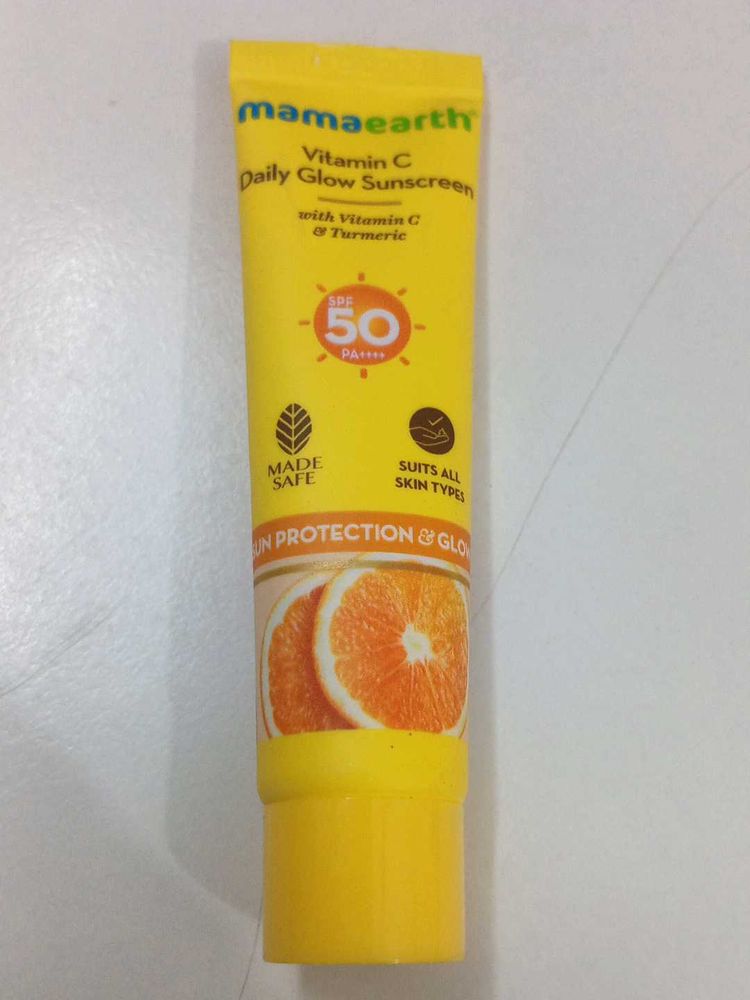 mamaearth
Vitamin C
Daily Glow Sunscreen
with Vitamin C
& Turmeric
SPF
50
PA++++
MADE
SAFE
SUITS ALL
SKIN TYPES
SUN PROTECTION & GLOW